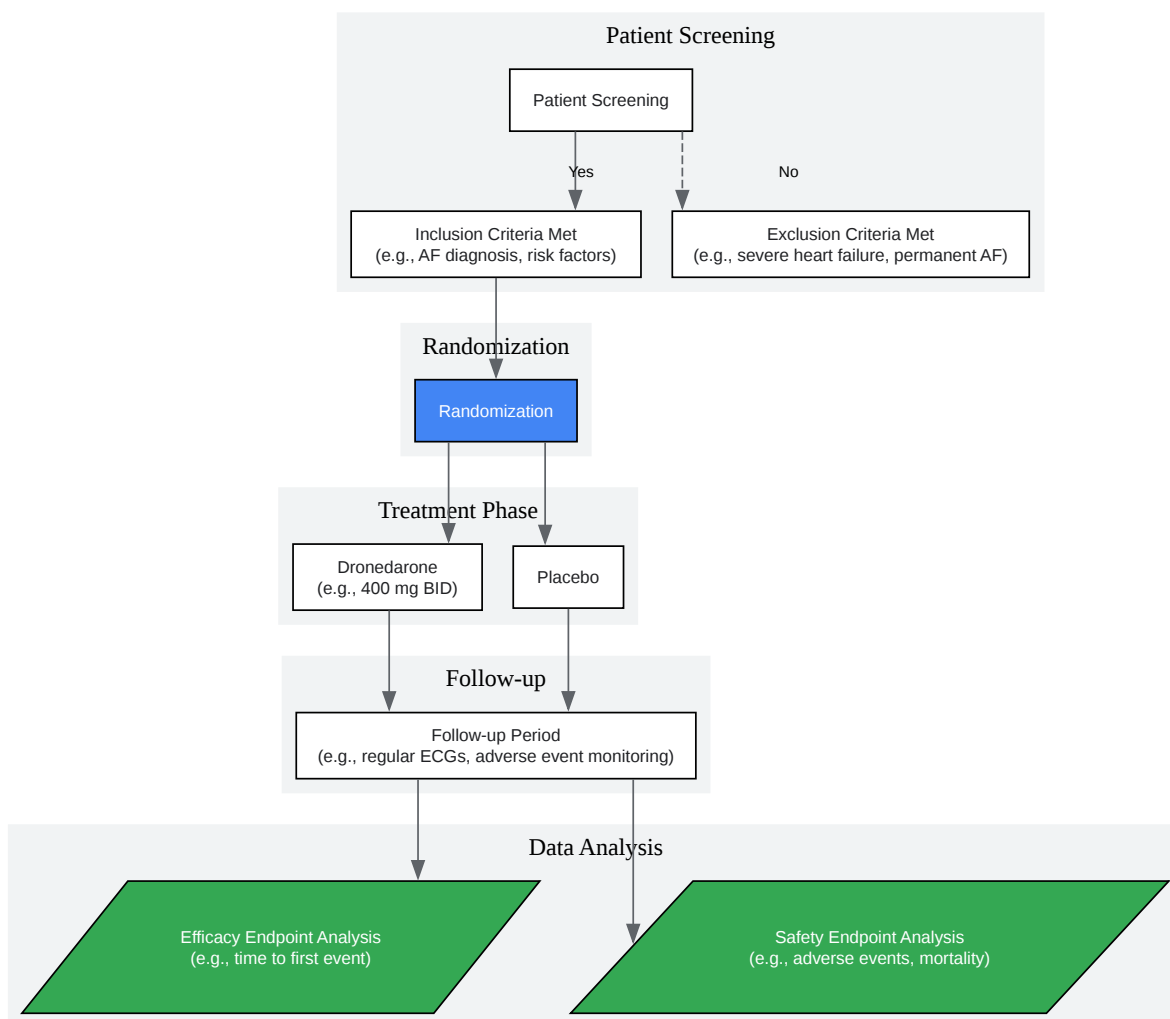 Patient Screening
Patient Screening
Yes
No
Inclusion Criteria Met
(e.g., AF diagnosis, risk factors)
Exclusion Criteria Met
(e.g., severe heart failure, permanent AF)
Randomization
Randomization
Treatment Phase
Dronedarone
(e.g., 400 mg BID)
Placebo
Follow-up
Follow-up Period
(e.g., regular ECGs, adverse event monitoring)
Data Analysis
Efficacy Endpoint Analysis
(e.g., time to first event)
Safety Endpoint Analysis
(e.g., adverse events, mortality)